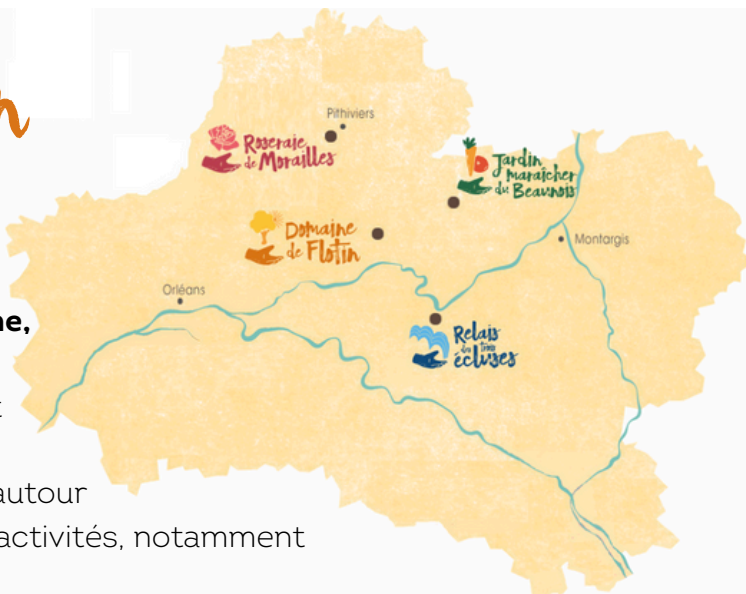 Pithiviers
Roseraie
de Morailles
Jardin
maraîcher
du Beaunois
Domaine
de Flotin
Montargis
Orléans
Relais
des trois
écluses
autour
activités, notamment